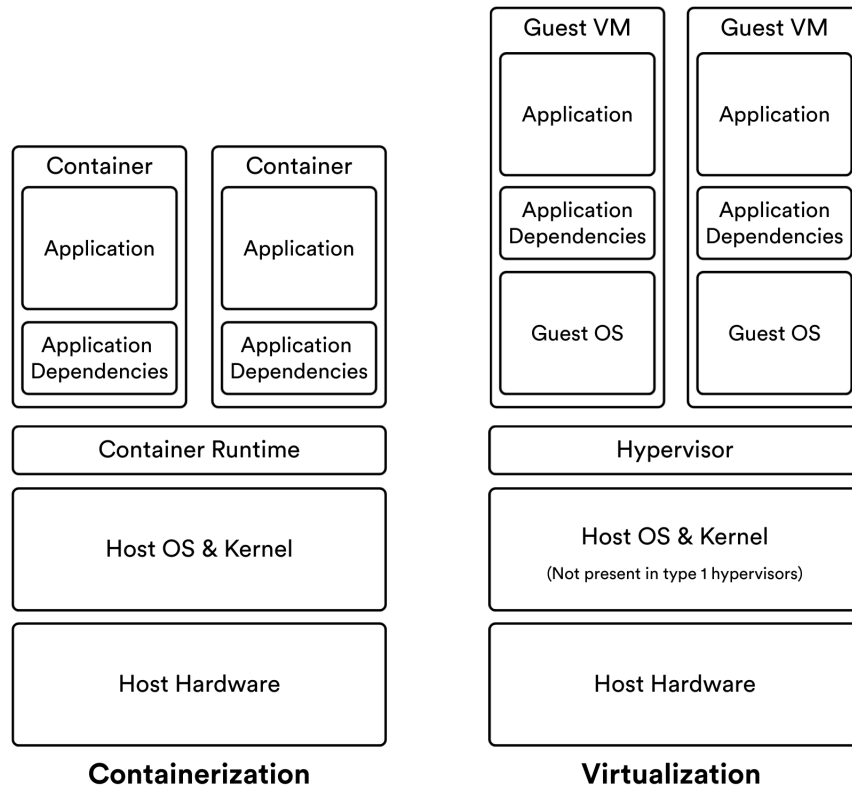 Container
Application
Application
Dependencies
Container
Application
Application
Dependencies
Container Runtime
Host OS & Kernel
Host Hardware
Containerization
Guest VM
Application
Application
Dependencies
Guest OS
Guest VM
Application
Application
Dependencies
Guest OS
Hypervisor
Host OS & Kernel
(Not present in type 1 hypervisors)
Host Hardware
Virtualization